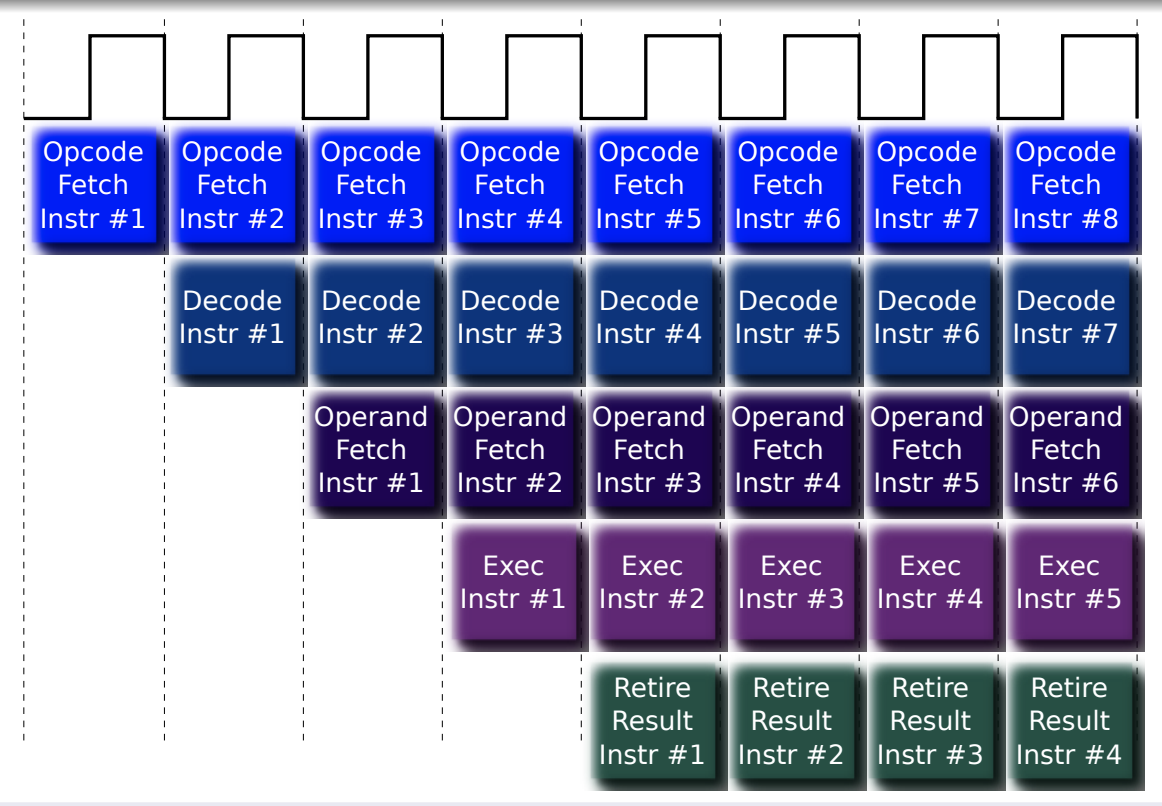 Opcode
Fetch
Instr #1
Opcode
Fetch
Instr #2
Opcode
Fetch
Instr #3
Opcode
Fetch
Instr #4
Opcode
Fetch
Instr #5
Opcode
Fetch
Instr #6
Opcode
Fetch
Instr #7
Opcode
Fetch
Instr #8
Decode
Instr #1
Decode
Instr #2
Decode
Instr #3
Decode
Instr #4
Decode
Instr #5
Decode
Instr #6
Decode
Instr #7
Operand
Fetch
Instr #1
Operand
Fetch
Instr #2
Operand
Fetch
Instr #3
Operand
Fetch
Instr #4
Operand
Fetch
Instr #5
Operand
Fetch
Instr #6
Exec
Instr #1
Exec
Instr #2
Exec
Instr #3
Exec
Instr #4
Exec
Instr #5
Retire
Result
Instr #1
Retire
Result
Instr #2
Retire
Result
Instr #3
Retire
Result
Instr #4